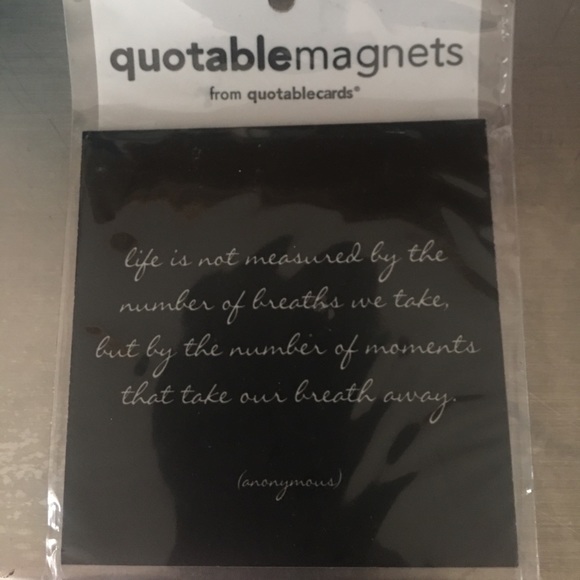 quotablemagnets
from quotablecards®
life is not measured by the
number of breaths we take,
but by the number of moments
that take our breath away.
(anonymous)